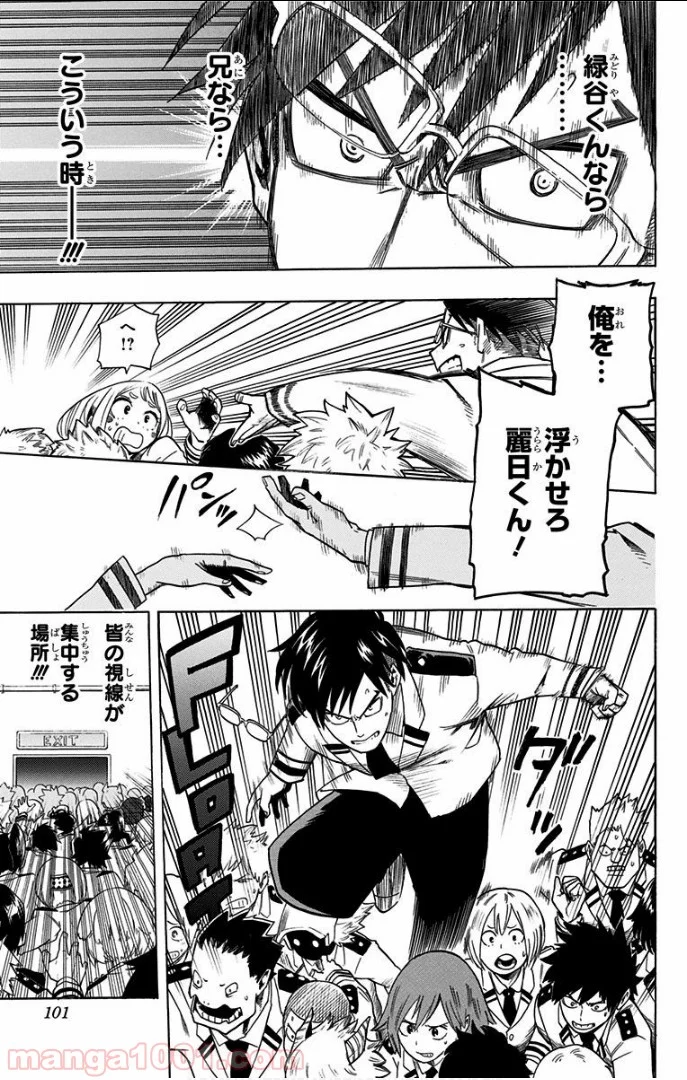 緑谷くんなら
…………
兄なら…
こういう時――!!!
俺を…
浮かせろ
麗日くん！
へ!?
パンッ
ダッ
FLOAT
皆の視線が
集中する
場所!!!
EXIT
101
manga1001.com